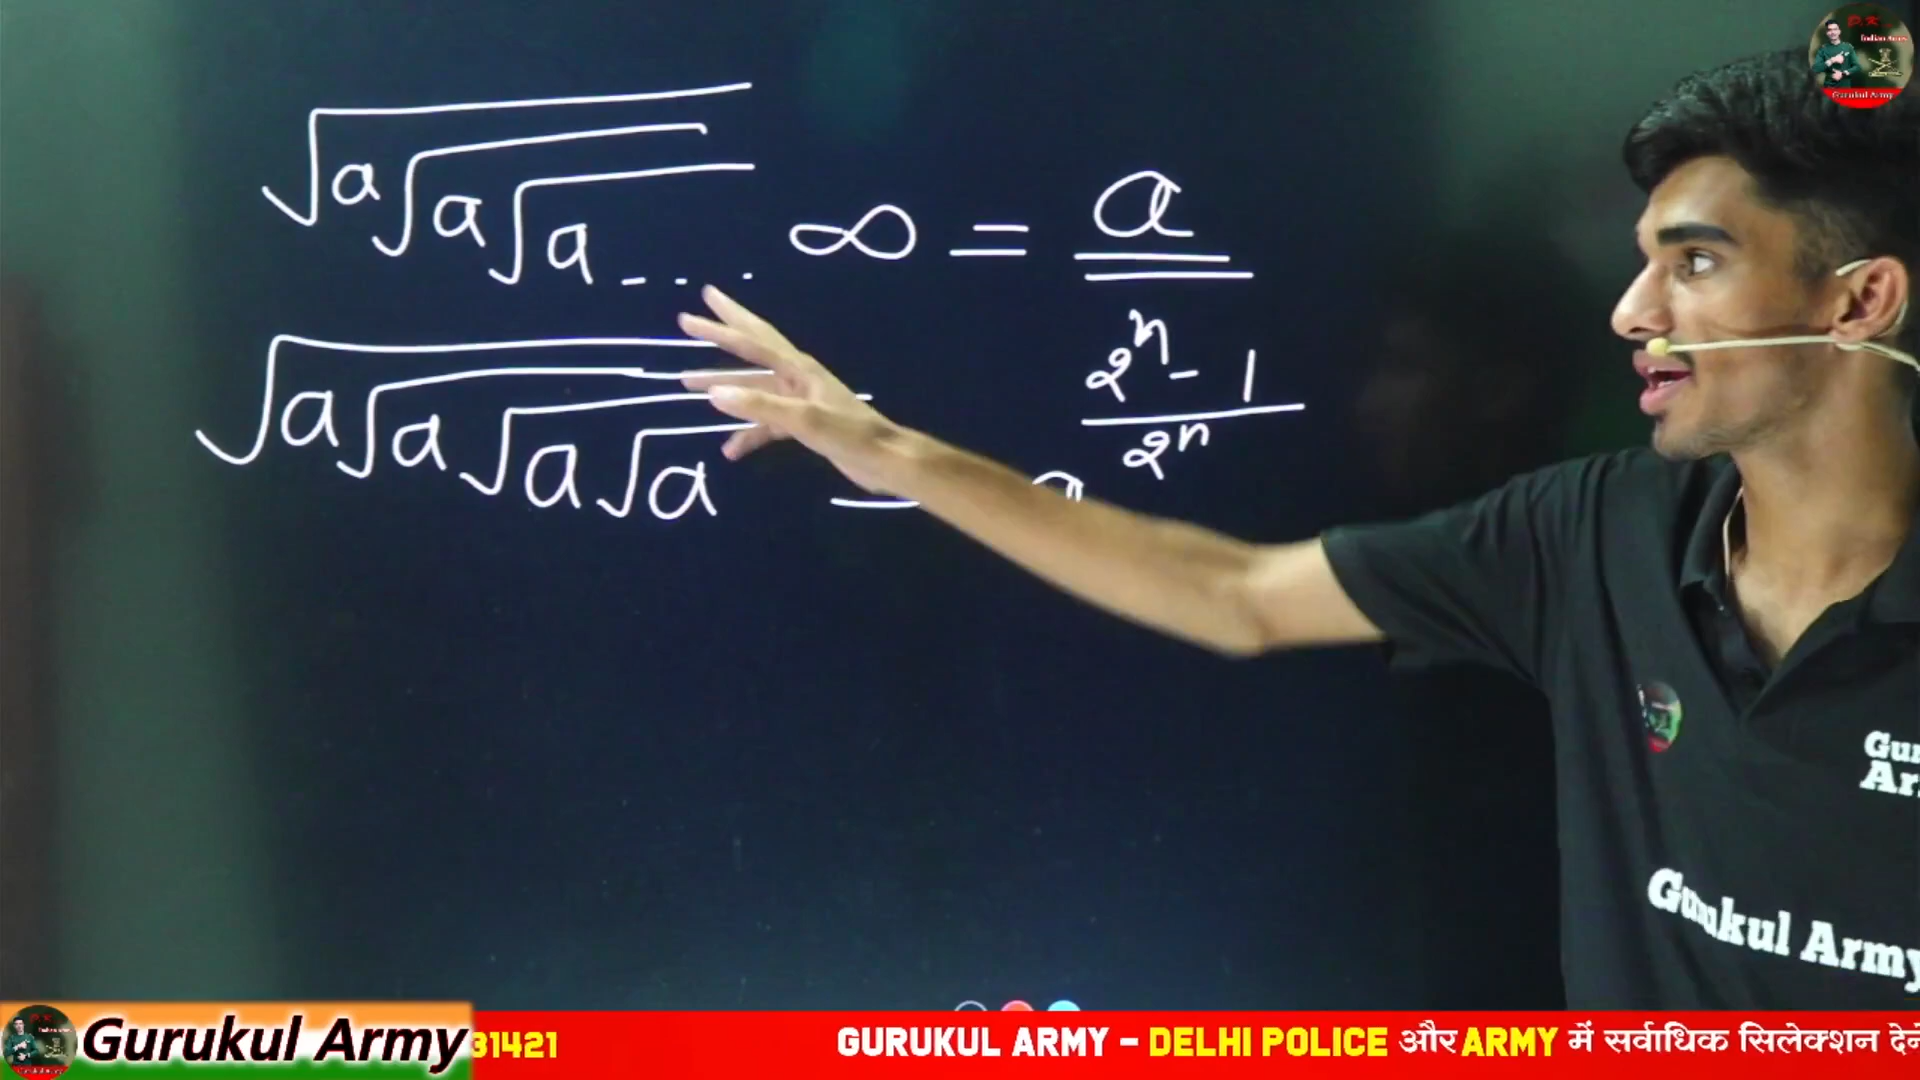 √a√a√a---. ∞ = a
√a√a√a√a = a^(2^n-1)/(2^n)
Gurukul Army
Gurukul Army
31421
GURUKUL ARMY - DELHI POLICE और ARMY में सर्वाधिक सिलेक्शन देने